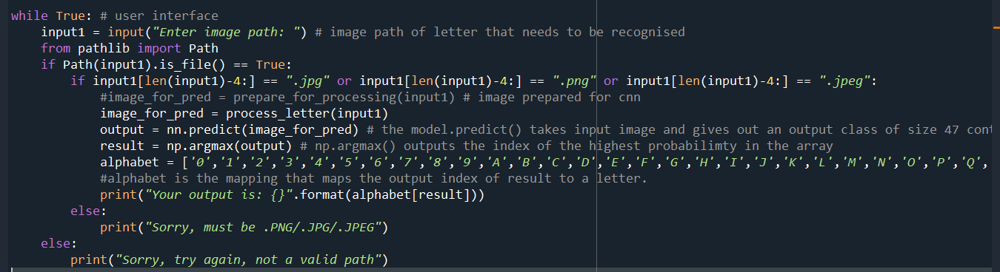 while True: # user interface
    input1 = input("Enter image path: ") # image path of letter that needs to be recognised
    from pathlib import Path
    if Path(input1).is_file() == True:
        if input1[len(input1)-4:] == ".jpg" or input1[len(input1)-4:] == ".png" or input1[len(input1)-4:] == ".jpeg":
            #image_for_pred = prepare_for_processing(input1) # image prepared for cnn
            image_for_pred = process_letter(input1)
            output = nn.predict(image_for_pred) # the model.predict() takes input image and gives out an output class of size 47 cont
            result = np.argmax(output) # np.argmax() outputs the index of the highest probabilimty in the array
            alphabet = ['0','1','2','3','4','5','6','7','8','9','A','B','C','D','E','F','G','H','I','J','K','L','M','N','O','P','Q',
            #alphabet is the mapping that maps the output index of result to a letter.
            print("Your output is: {}".format(alphabet[result]))
        else:
            print("Sorry, must be .PNG/.JPG/.JPEG")
    else:
        print("Sorry, try again, not a valid path")